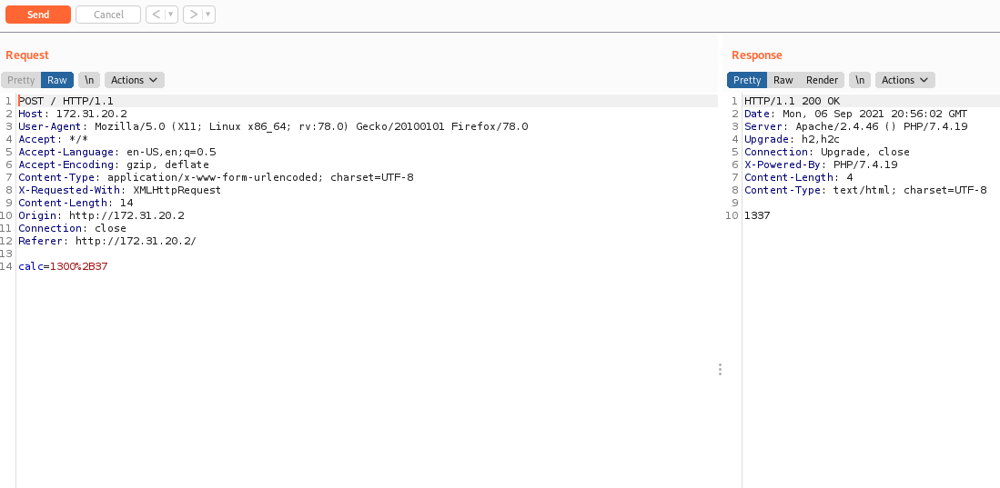 Send Cancel < ▼ > ▼
Request
Pretty Raw \n Actions
1 POST / HTTP/1.1
2 Host: 172.31.20.2
3 User-Agent: Mozilla/5.0 (X11; Linux x86_64; rv:78.0) Gecko/20100101 Firefox/78.0
4 Accept: */*
5 Accept-Language: en-US,en;q=0.5
6 Accept-Encoding: gzip, deflate
7 Content-Type: application/x-www-form-urlencoded; charset=UTF-8
8 X-Requested-With: XMLHttpRequest
9 Content-Length: 14
10 Origin: http://172.31.20.2
11 Connection: close
12 Referer: http://172.31.20.2/
13
14 calc=1300%2B37
Response
Pretty Raw Render \n Actions
1 HTTP/1.1 200 OK
2 Date: Mon, 06 Sep 2021 20:56:02 GMT
3 Server: Apache/2.4.46 () PHP/7.4.19
4 Upgrade: h2,h2c
5 Connection: Upgrade, close
6 X-Powered-By: PHP/7.4.19
7 Content-Length: 4
8 Content-Type: text/html; charset=UTF-8
9
10 1337